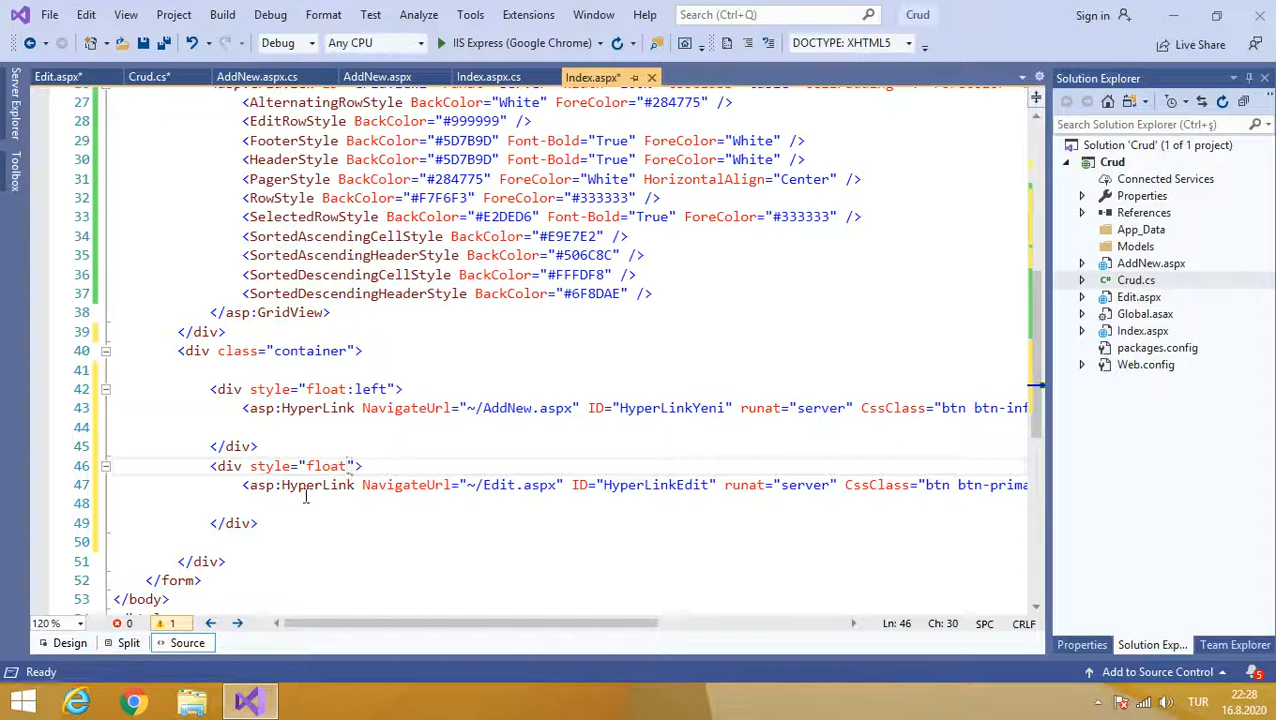 File Edit View Project Build Debug Format Test Analyze Tools Extensions Window Help Search (Ctrl+Ş) Crud Sign in
Debug Any CPU IIS Express (Google Chrome) DOCTYPE: XHTML5 Live Share
Server Explorer
Toolbox
Edit.aspx* Crud.cs* AddNew.aspx.cs AddNew.aspx Index.aspx.cs Index.aspx*
27 <AlternatingRowStyle BackColor="White" ForeColor="#284775" />
28 <EditRowStyle BackColor="#999999" />
29 <FooterStyle BackColor="#5D7B9D" Font-Bold="True" ForeColor="White" />
30 <HeaderStyle BackColor="#5D7B9D" Font-Bold="True" ForeColor="White" />
31 <PagerStyle BackColor="#284775" ForeColor="White" HorizontalAlign="Center" />
32 <RowStyle BackColor="#F7F6F3" ForeColor="#333333" />
33 <SelectedRowStyle BackColor="#E2DED6" Font-Bold="True" ForeColor="#333333" />
34 <SortedAscendingCellStyle BackColor="#E9E7E2" />
35 <SortedAscendingHeaderStyle BackColor="#506C8C" />
36 <SortedDescendingCellStyle BackColor="#FFFDF8" />
37 <SortedDescendingHeaderStyle BackColor="#6F8DAE" />
38 </asp:GridView>
39 </div>
40 <div class="container">
41
42 <div style="float:left">
43 <asp:HyperLink NavigateUrl="~/AddNew.aspx" ID="HyperLinkYeni" runat="server" CssClass="btn btn-inf
44
45 </div>
46 <div style="float">
47 <asp:HyperLink NavigateUrl="~/Edit.aspx" ID="HyperLinkEdit" runat="server" CssClass="btn btn-prima
48
49 </div>
50
51 </div>
52 </form>
53 </body>
120 % 0 1 Ln: 46 Ch: 30 SPC CRLF
Design Split Source
Solution Explorer
Search Solution Explorer (Ctrl+ş)
Solution 'Crud' (1 of 1 project)
Crud
Connected Services
Properties
References
App_Data
Models
AddNew.aspx
Crud.cs
Edit.aspx
Global.asax
Index.aspx
packages.config
Web.config
Properties Solution Exp... Team Explorer
Ready Add to Source Control 5
TUR 22:28
16.8.2020